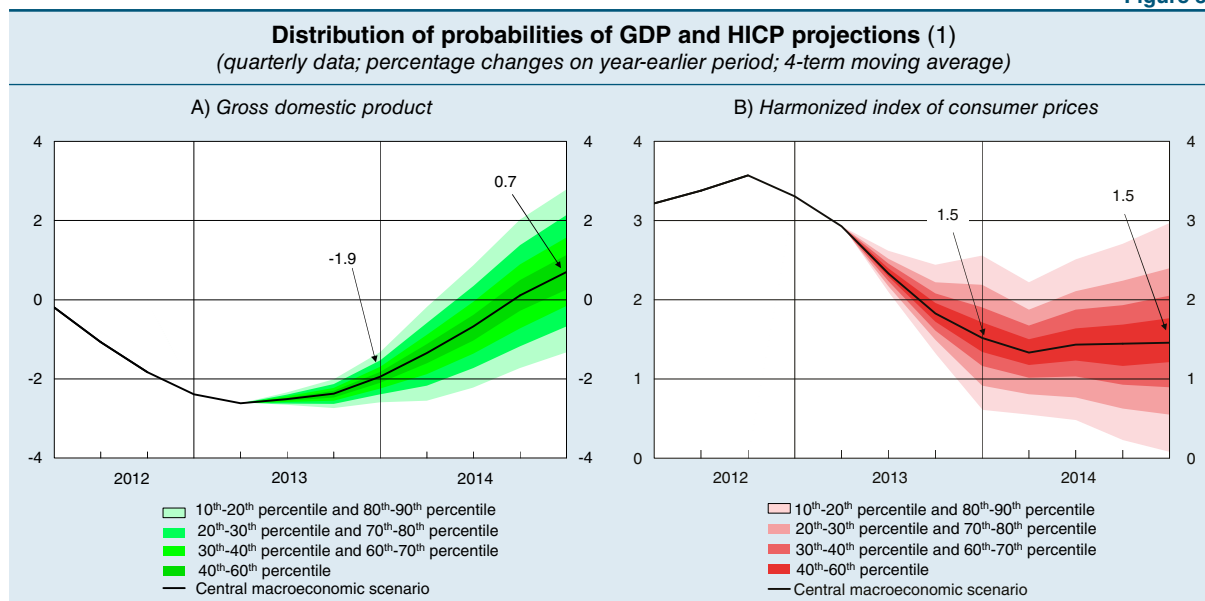 Distribution of probabilities of GDP and HICP projections (1)
(quarterly data; percentage changes on year-earlier period; 4-term moving average)
A) Gross domestic product
4
2
0
-2
-4
4
2
0
-2
-4
-1.9
0.7
2012
2013
2014
10th-20th percentile and 80th-90th percentile
20th-30th percentile and 70th-80th percentile
30th-40th percentile and 60th-70th percentile
40th-60th percentile
Central macroeconomic scenario
B) Harmonized index of consumer prices
4
3
2
1
0
4
3
2
1
0
1.5
1.5
2012
2013
2014
10th-20th percentile and 80th-90th percentile
20th-30th percentile and 70th-80th percentile
30th-40th percentile and 60th-70th percentile
40th-60th percentile
Central macroeconomic scenario